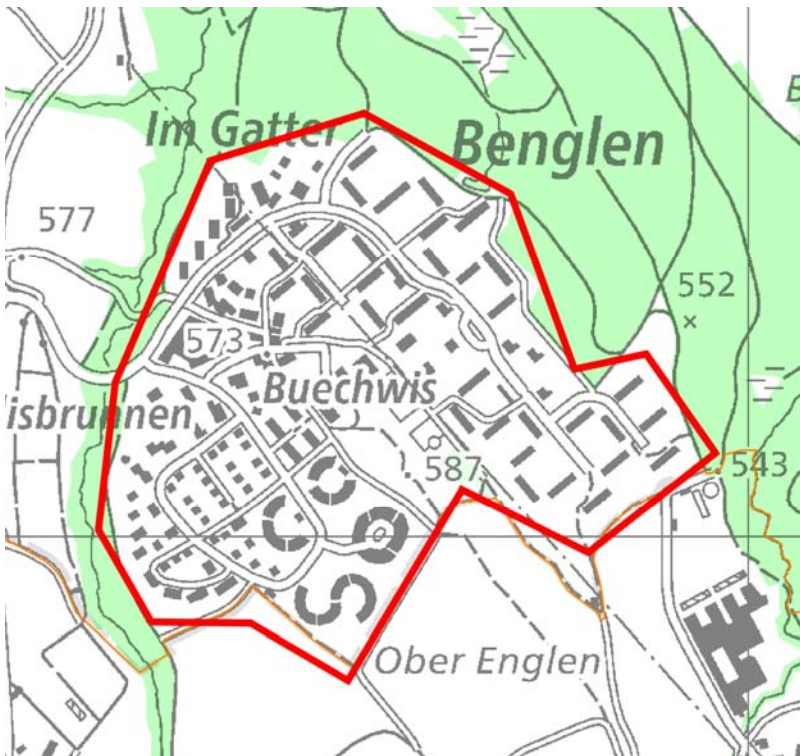 Im Gatter
Benglen
B
577
552
573
Buechwis
isbrunnen
587
543
Ober Englen